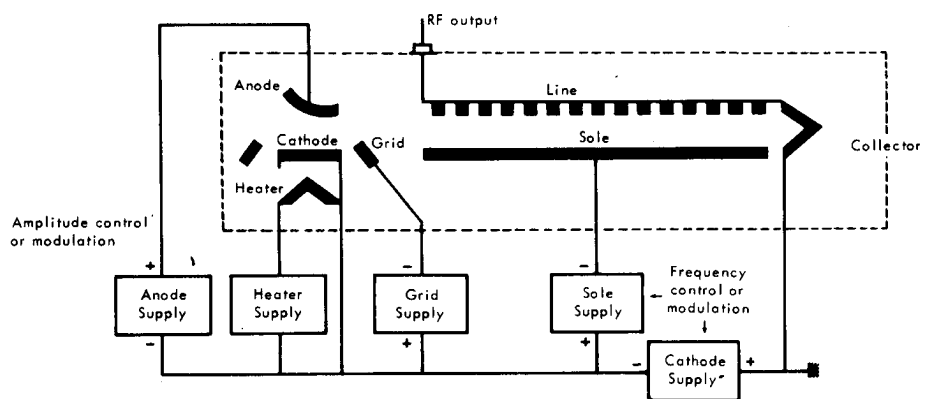 RF output
Anode
Line
Cathode
Grid
Sole
Collector
Heater
Amplitude control
or modulation
Frequency
control or
modulation
+
-
-
Anode
Supply
Heater
Supply
Grid
Supply
Sole
Supply
-
+
+
-
+
Cathode
Supply